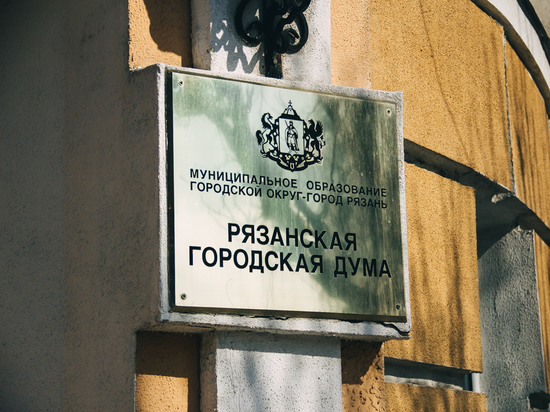 МУНИЦИПАЛЬНОЕ ОБРАЗОВАНИЕ
ГОРОДСКОЙ ОКРУГ-ГОРОД РЯЗАНЬ
РЯЗАНСКАЯ
ГОРОДСКАЯ ДУМА